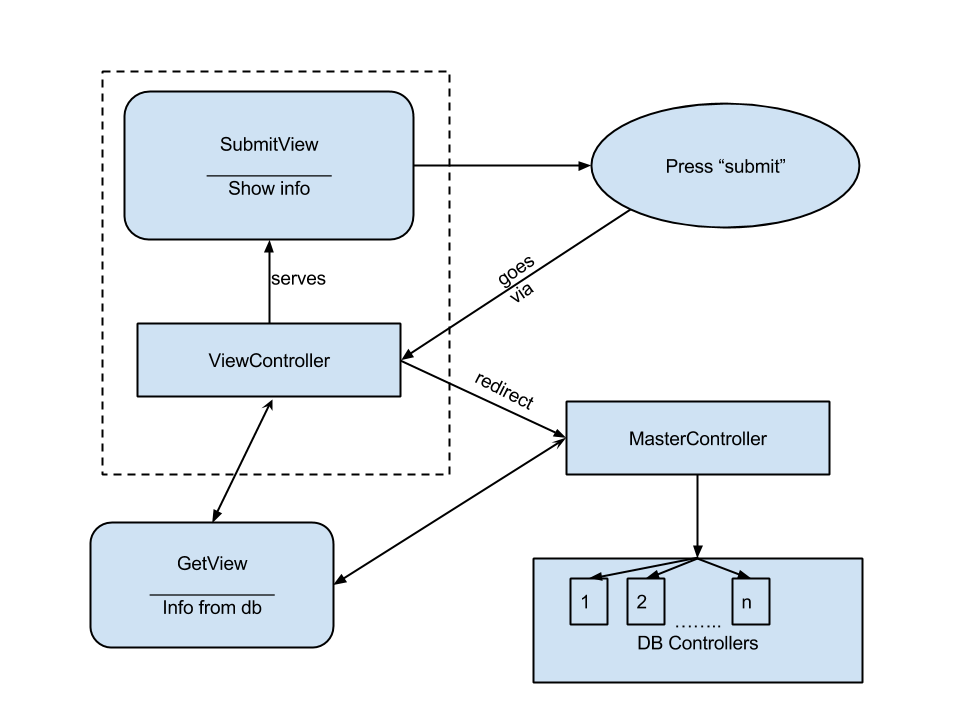 SubmitView
Show info
Press “submit”
serves
goes
via
ViewController
redirect
MasterController
GetView
Info from db
1
2
n
........
DB Controllers